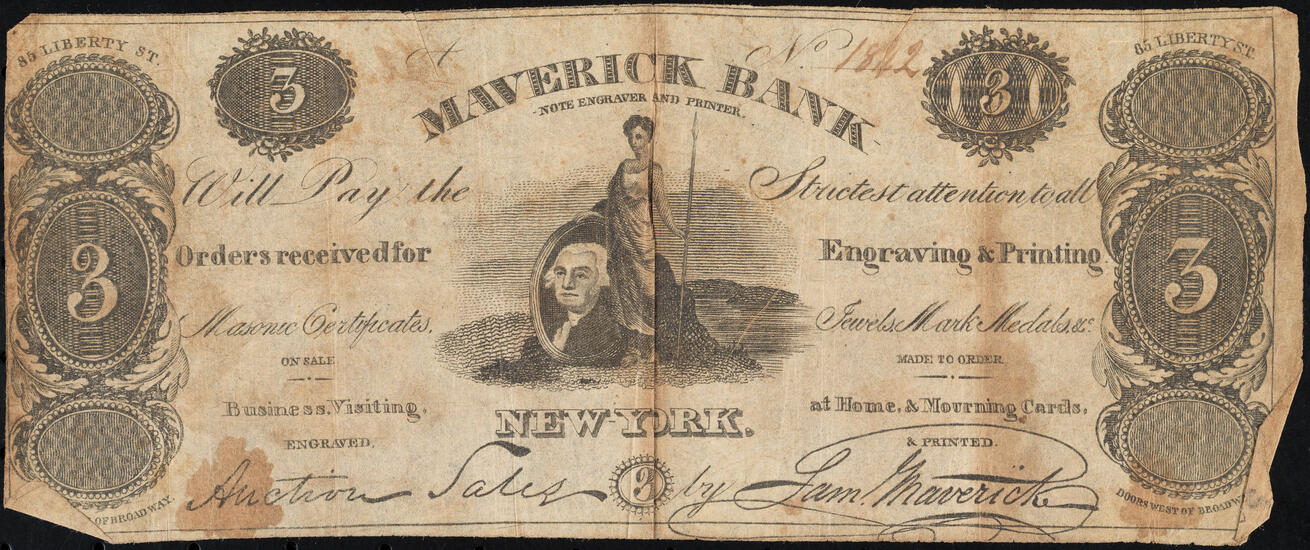 85 LIBERTY ST.
3
A
No 1842
3
85 LIBERTY ST.
MAVERICK BANK
NOTE ENGRAVER AND PRINTER.
Will Pay the
Strictest attention to all
3
Orders received for
Engraving & Printing
3
Masonic Certificates,
Jewels, Mark Medals, &c.
ON SALE
MADE TO ORDER.
Business, Visiting,
NEW-YORK.
at Home, & Mourning Cards,
ENGRAVED,
& PRINTED.
Auction Sales 3 by Sam. Maverick
OF BROADWAY.
DOORS WEST OF BROADW